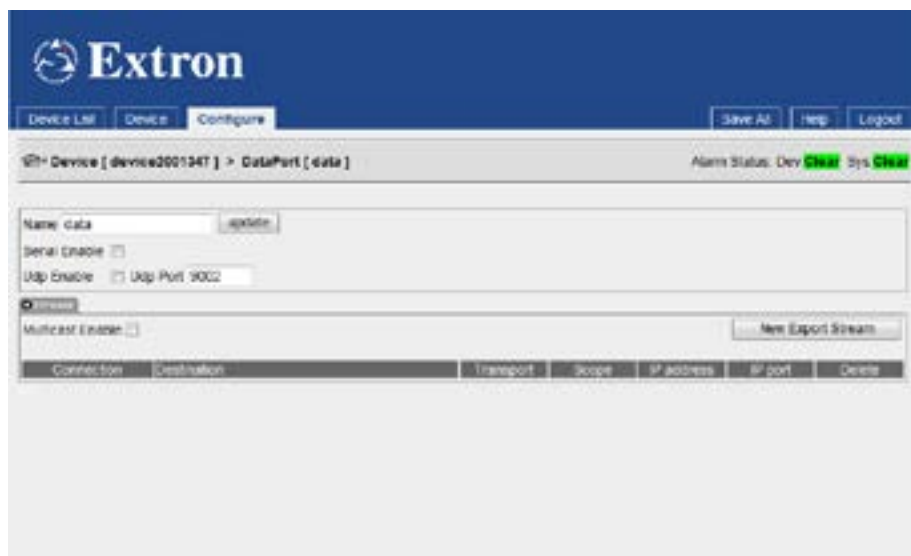 Extron
Device List Device Configure Save All Help Logout
Device [ device2001347 ] > DataPort [ data ] Alarm Status: Dev Clear Sys Clear
Name data update
Serial Enable
Udp Enable Udp Port 9002
Streams
Multicast Enable New Export Stream
Connection Destination Transport Scope IP address IP port Delete